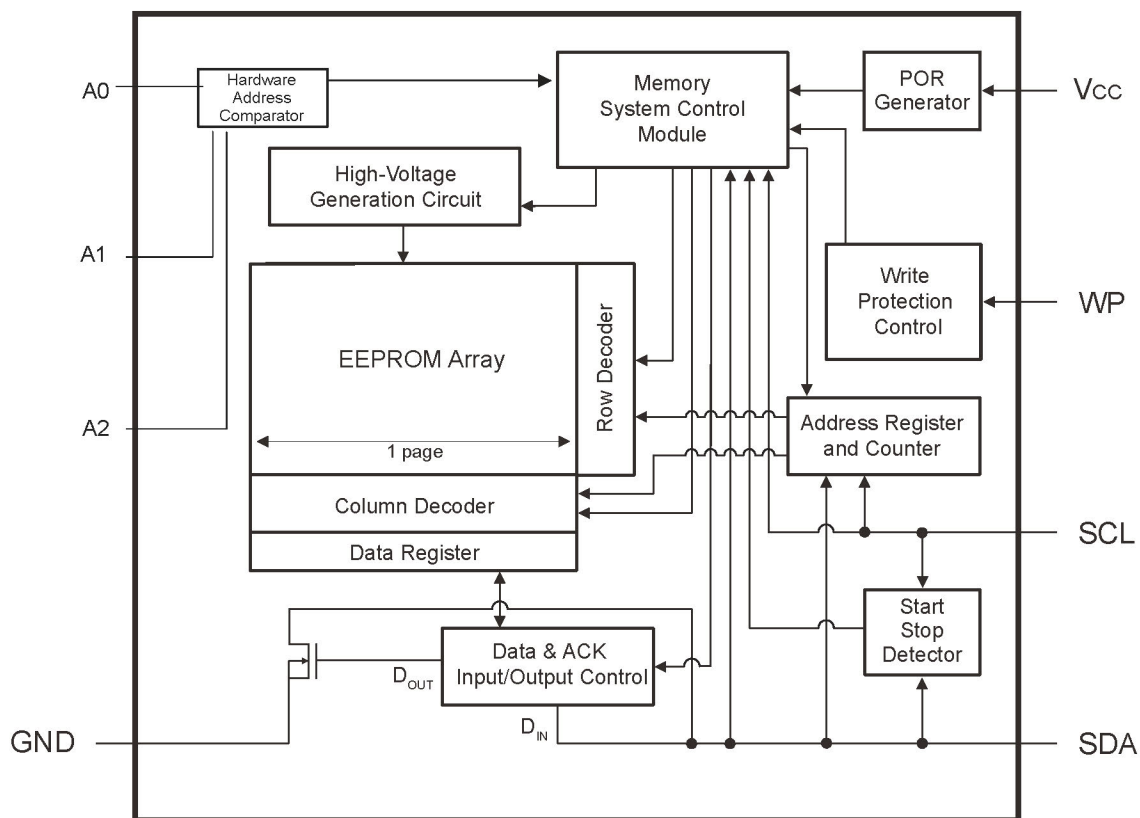 A0
Hardware
Address
Comparator
Memory
System Control
Module
POR
Generator
Vcc
High-Voltage
Generation Circuit
A1
Write
Protection
Control
WP
EEPROM Array
Row Decoder
A2
1 page
Address Register
and Counter
Column Decoder
Data Register
SCL
Start
Stop
Detector
Data & ACK
Input/Output Control
DOUT
DIN
GND
SDA